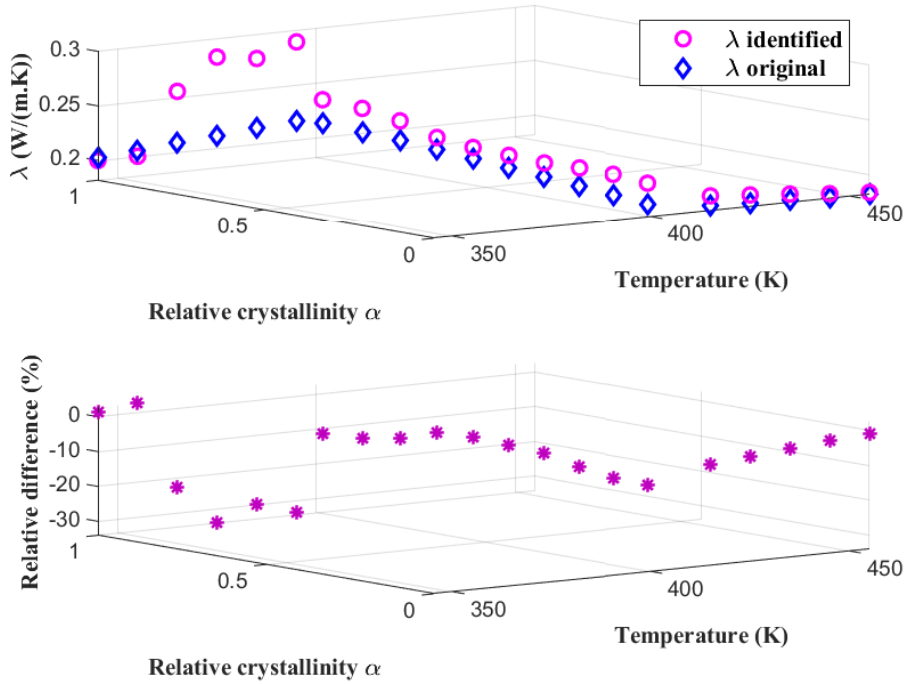 λ identified
λ original
λ (W/(m.K))
0.3
0.25
0.2
1
0.5
0
350
400
450
Temperature (K)
Relative crystallinity α
Relative difference (%)
0
-10
-20
-30
1
0.5
0
350
400
450
Temperature (K)
Relative crystallinity α